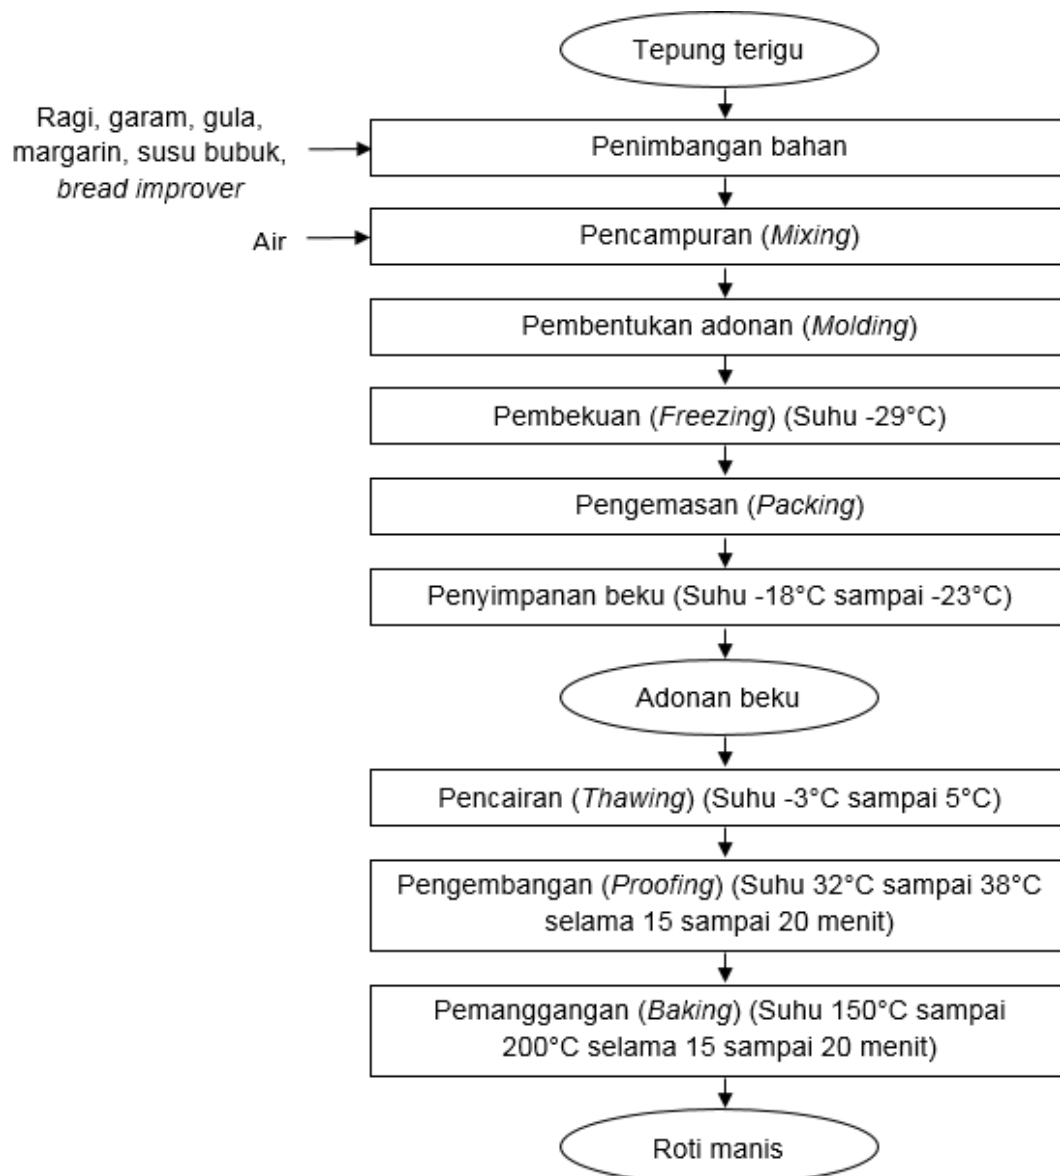 Tepung terigu
Ragi, garam, gula,
margarin, susu bubuk,
bread improver
Penimbangan bahan
Air
Pencampuran (Mixing)
Pembentukan adonan (Molding)
Pembekuan (Freezing) (Suhu -29°C)
Pengemasan (Packing)
Penyimpanan beku (Suhu -18°C sampai -23°C)
Adonan beku
Pencairan (Thawing) (Suhu -3°C sampai 5°C)
Pengembangan (Proofing) (Suhu 32°C sampai 38°C
selama 15 sampai 20 menit)
Pemanggangan (Baking) (Suhu 150°C sampai
200°C selama 15 sampai 20 menit)
Roti manis